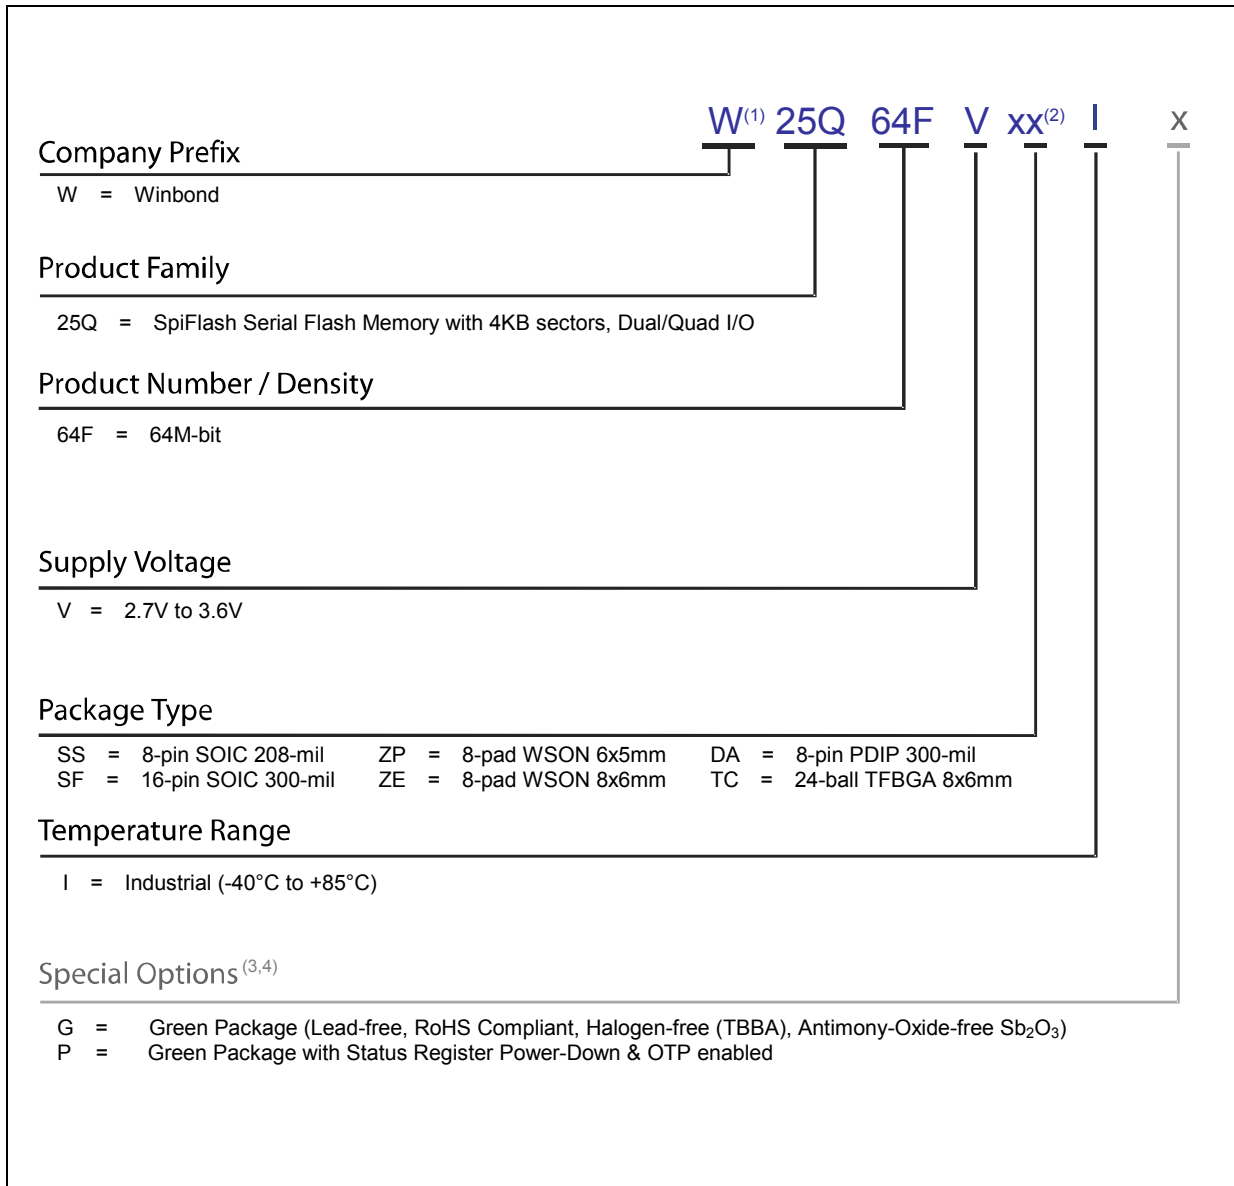 W(1) 25Q 64F V xx(2) I x
Company Prefix
W = Winbond
Product Family
25Q = SpiFlash Serial Flash Memory with 4KB sectors, Dual/Quad I/O
Product Number / Density
64F = 64M-bit
Supply Voltage
V = 2.7V to 3.6V
Package Type
SS = 8-pin SOIC 208-mil ZP = 8-pad WSON 6x5mm DA = 8-pin PDIP 300-mil
SF = 16-pin SOIC 300-mil ZE = 8-pad WSON 8x6mm TC = 24-ball TFBGA 8x6mm
Temperature Range
I = Industrial (-40°C to +85°C)
Special Options (3,4)
G = Green Package (Lead-free, RoHS Compliant, Halogen-free (TBBA), Antimony-Oxide-free Sb₂O₃)
P = Green Package with Status Register Power-Down & OTP enabled